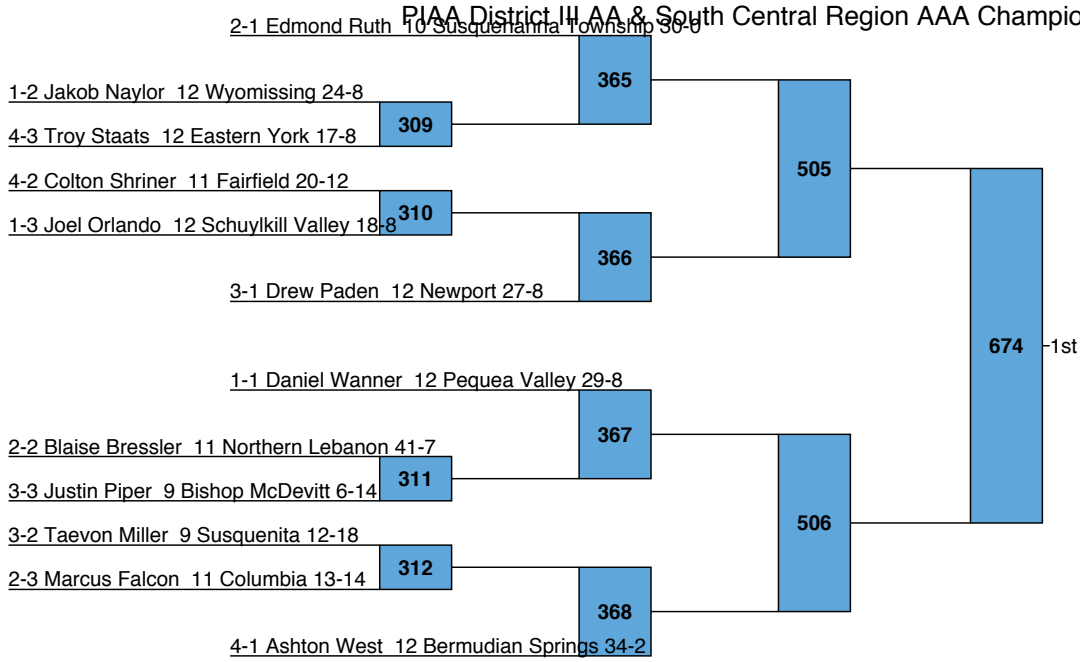 PIAA District III AA & South Central Region AAA Champio
2-1 Edmond Ruth 10 Susquehanna Township 30-0
365
1-2 Jakob Naylor 12 Wyomissing 24-8
309
4-3 Troy Staats 12 Eastern York 17-8
505
4-2 Colton Shriner 11 Fairfield 20-12
310
1-3 Joel Orlando 12 Schuylkill Valley 18-8
366
3-1 Drew Paden 12 Newport 27-8
674
1st
1-1 Daniel Wanner 12 Pequea Valley 29-8
367
2-2 Blaise Bressler 11 Northern Lebanon 41-7
311
3-3 Justin Piper 9 Bishop McDevitt 6-14
506
3-2 Taevon Miller 9 Susquenita 12-18
312
2-3 Marcus Falcon 11 Columbia 13-14
368
4-1 Ashton West 12 Bermudian Springs 34-2